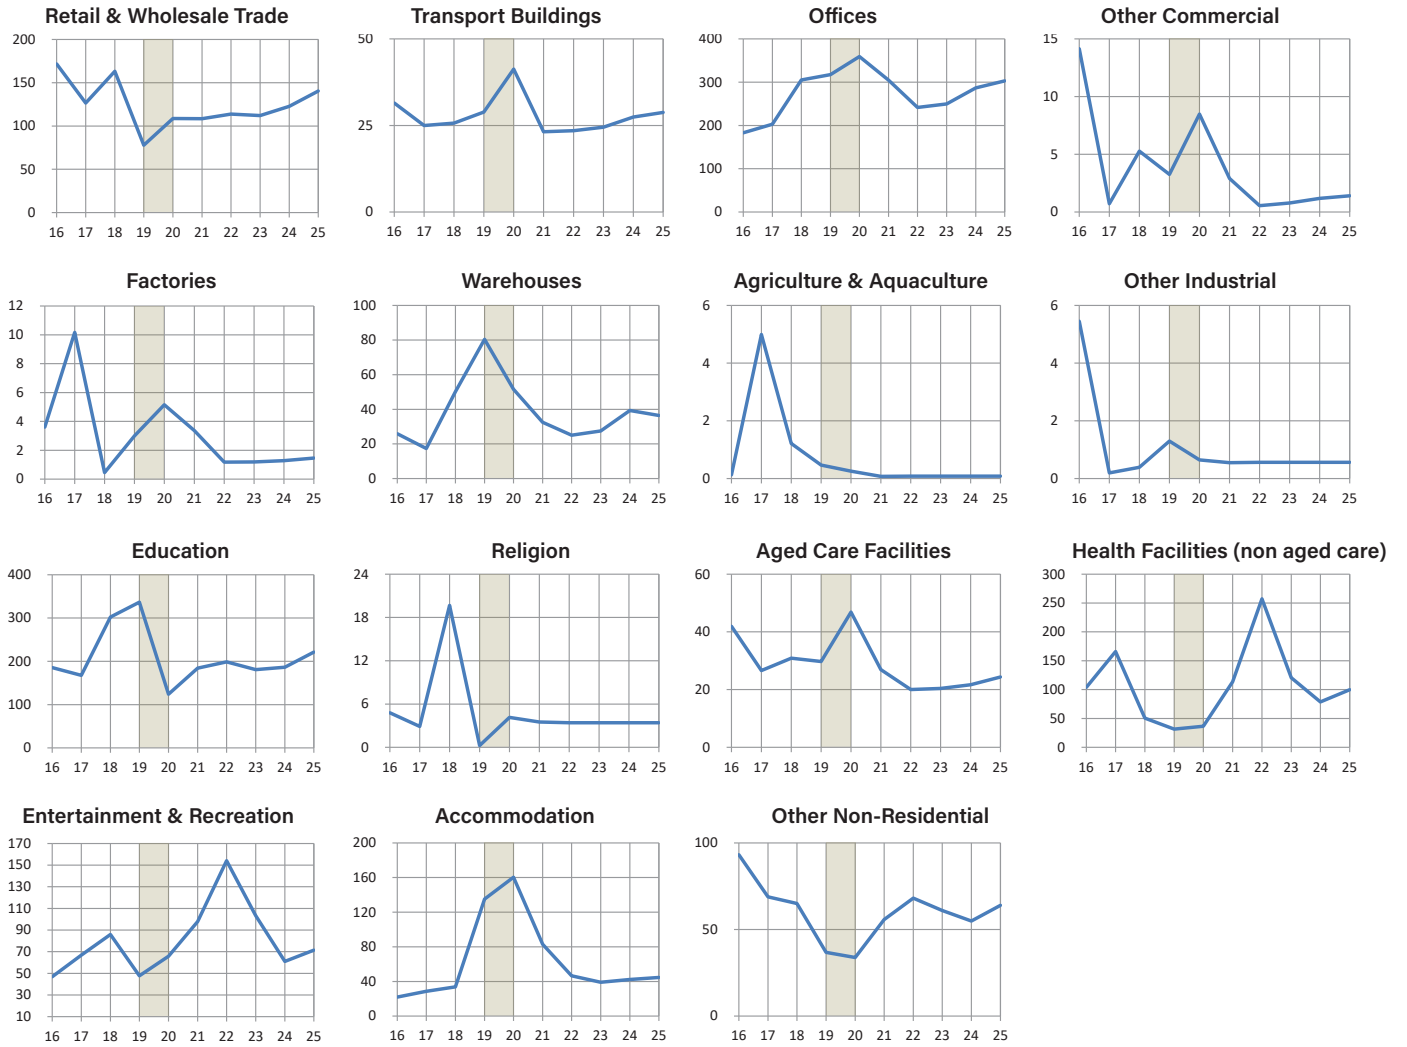 Retail & Wholesale Trade
200
150
100
50
0
16 17 18 19 20 21 22 23 24 25
Transport Buildings
50
25
0
16 17 18 19 20 21 22 23 24 25
Offices
400
300
200
100
0
16 17 18 19 20 21 22 23 24 25
Other Commercial
15
10
5
0
16 17 18 19 20 21 22 23 24 25
Factories
12
10
8
6
4
2
0
16 17 18 19 20 21 22 23 24 25
Warehouses
100
80
60
40
20
0
16 17 18 19 20 21 22 23 24 25
Agriculture & Aquaculture
6
4
2
0
16 17 18 19 20 21 22 23 24 25
Other Industrial
6
4
2
0
16 17 18 19 20 21 22 23 24 25
Education
400
300
200
100
0
16 17 18 19 20 21 22 23 24 25
Religion
24
18
12
6
0
16 17 18 19 20 21 22 23 24 25
Aged Care Facilities
60
40
20
0
16 17 18 19 20 21 22 23 24 25
Health Facilities (non aged care)
300
250
200
150
100
50
0
16 17 18 19 20 21 22 23 24 25
Entertainment & Recreation
170
150
130
110
90
70
50
30
10
16 17 18 19 20 21 22 23 24 25
Accommodation
200
160
120
80
40
0
16 17 18 19 20 21 22 23 24 25
Other Non-Residential
100
50
0
16 17 18 19 20 21 22 23 24 25